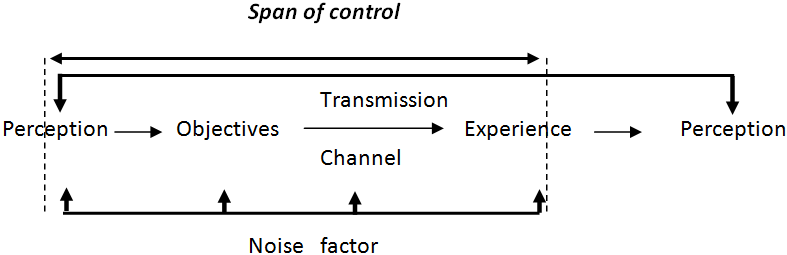 Span of control
Transmission
Perception Objectives Experience Perception
Channel
Noise factor